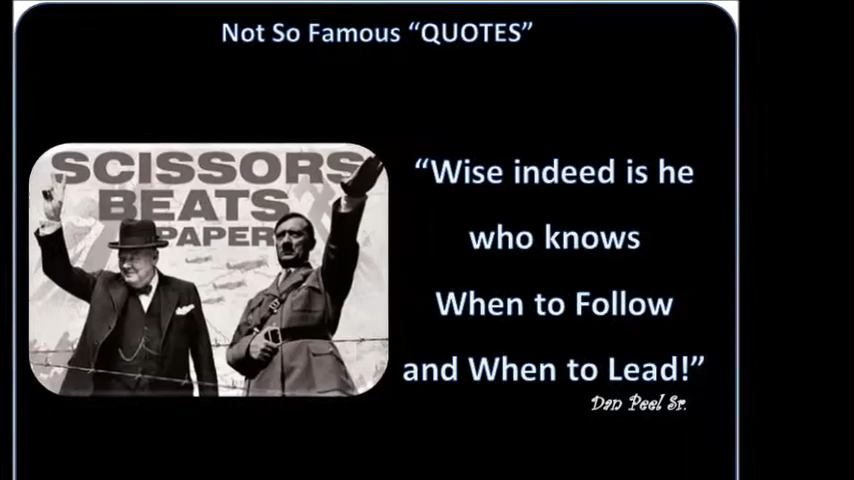 Not So Famous “QUOTES”
SCISSORS
BEATS
PAPER
“Wise indeed is he
who knows
When to Follow
and When to Lead!”
Dan Peel Sr.